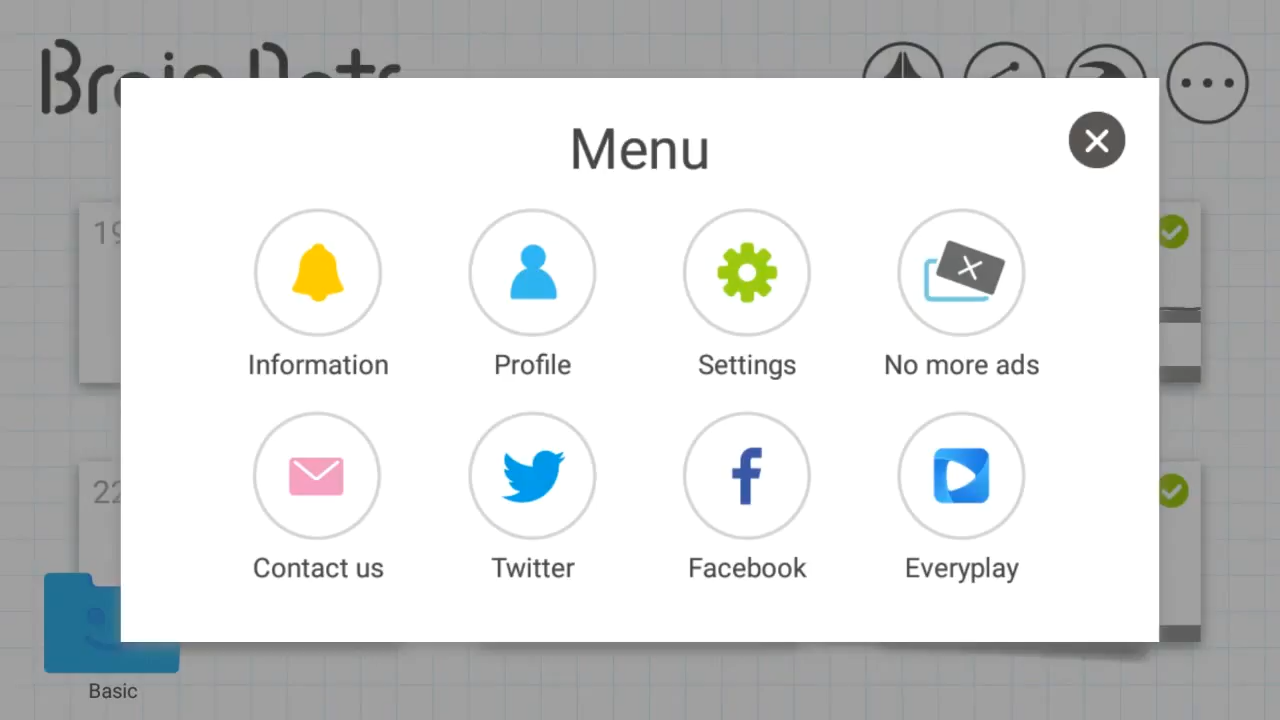 Menu
Information
Profile
Settings
No more ads
Contact us
Twitter
Facebook
Everyplay
Basic